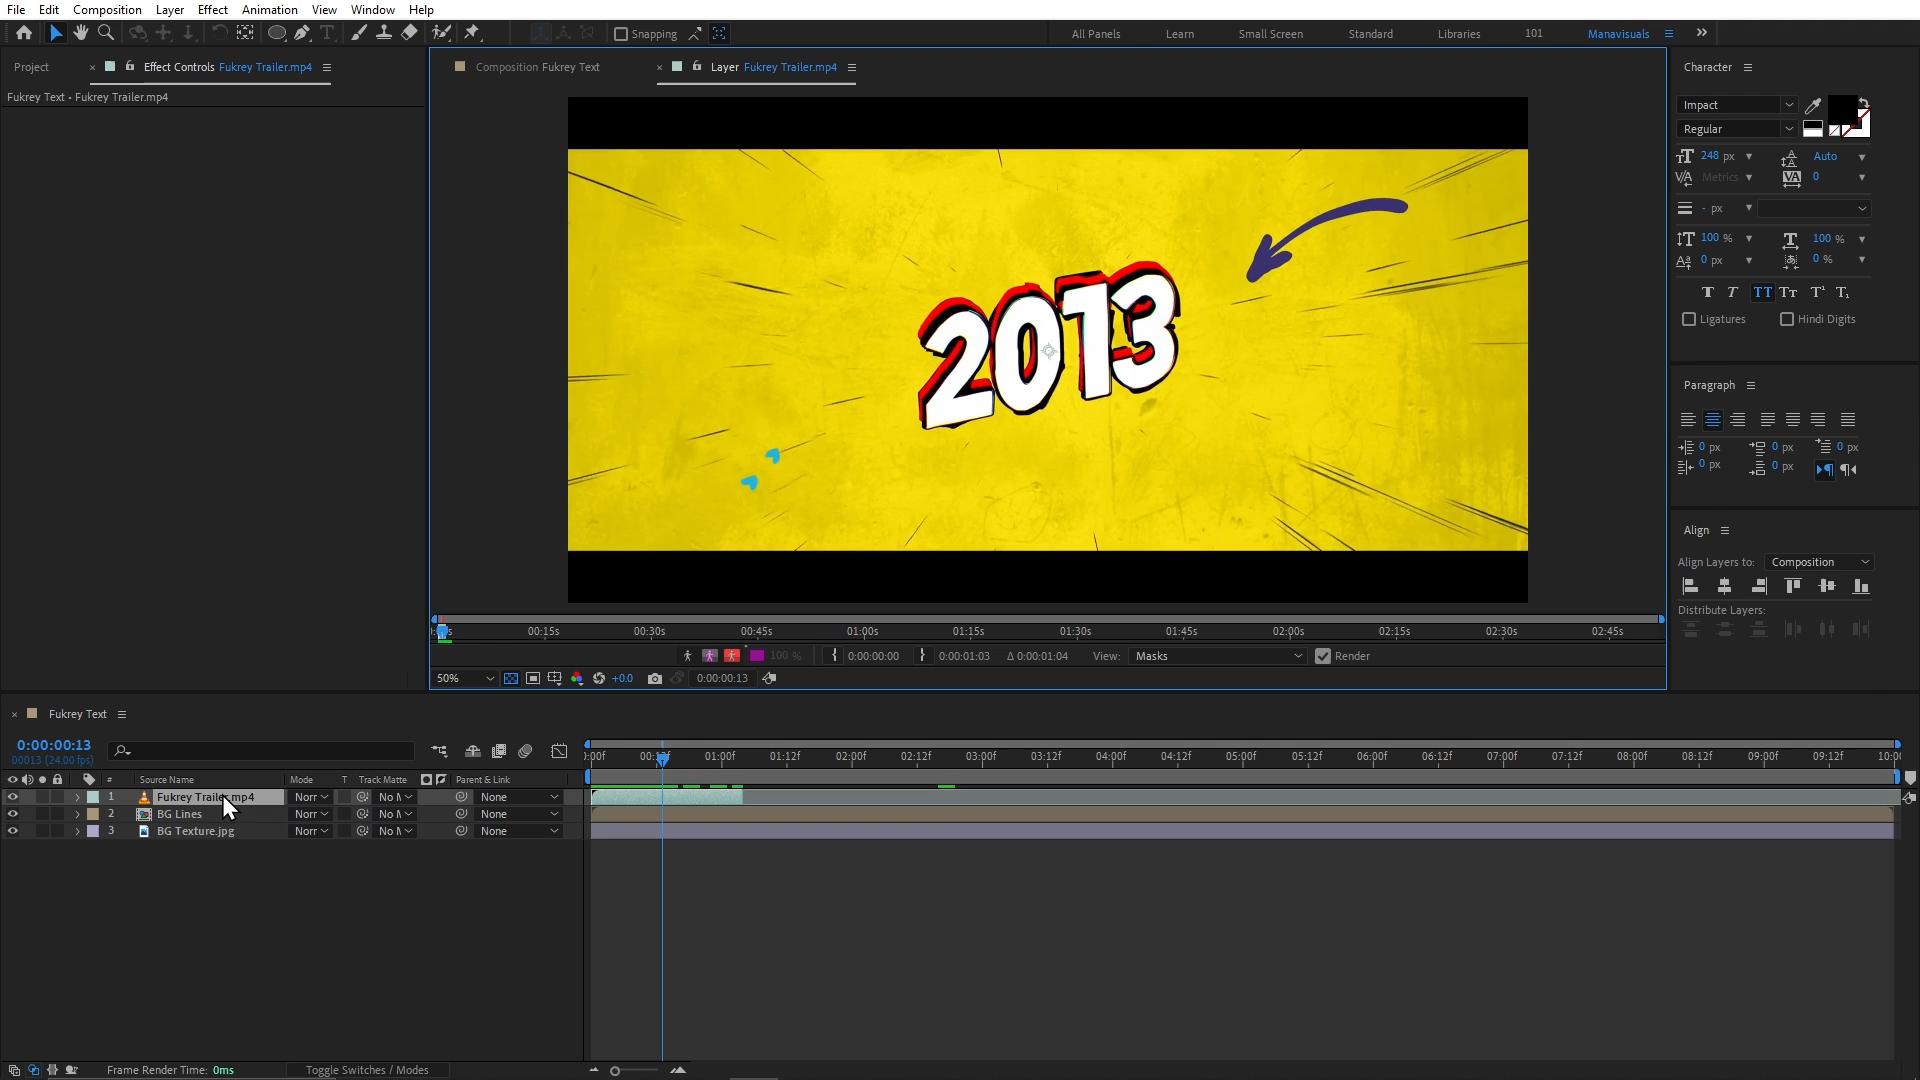 File Edit Composition Layer Effect Animation View Window Help
Snapping
All Panels Learn Small Screen Standard Libraries 101 Manavisuals
Project × Effect Controls Fukrey Trailer.mp4
Composition Fukrey Text × Layer Fukrey Trailer.mp4
Character
Fukrey Text • Fukrey Trailer.mp4
Impact
Regular
248 px Auto
Metrics 0
- px
100 % 100 %
0 px 0 %
Ligatures Hindi Digits
2013
Paragraph
0 px 0 px 0 px
0 px 0 px
Align
Align Layers to: Composition
Distribute Layers:
00:15s 00:30s 00:45s 01:00s 01:15s 01:30s 01:45s 02:00s 02:15s 02:30s 02:45s
100 % 0:00:00:00 0:00:01:03 Δ 0:00:01:04 View: Masks Render
50% +0.0 0:00:00:13
× Fukrey Text
0:00:00:13
00013 (24.00 fps)
:00f 01:00f 01:12f 02:00f 02:12f 03:00f 03:12f 04:00f 04:12f 05:00f 05:12f 06:00f 06:12f 07:00f 07:12f 08:00f 08:12f 09:00f 09:12f 10:0
# Source Name Mode T Track Matte Parent & Link
1 Fukrey Trailer.mp4 Norr No M None
2 BG Lines Norr No M None
3 BG Texture.jpg Norr No M None
Frame Render Time: 0ms Toggle Switches / Modes